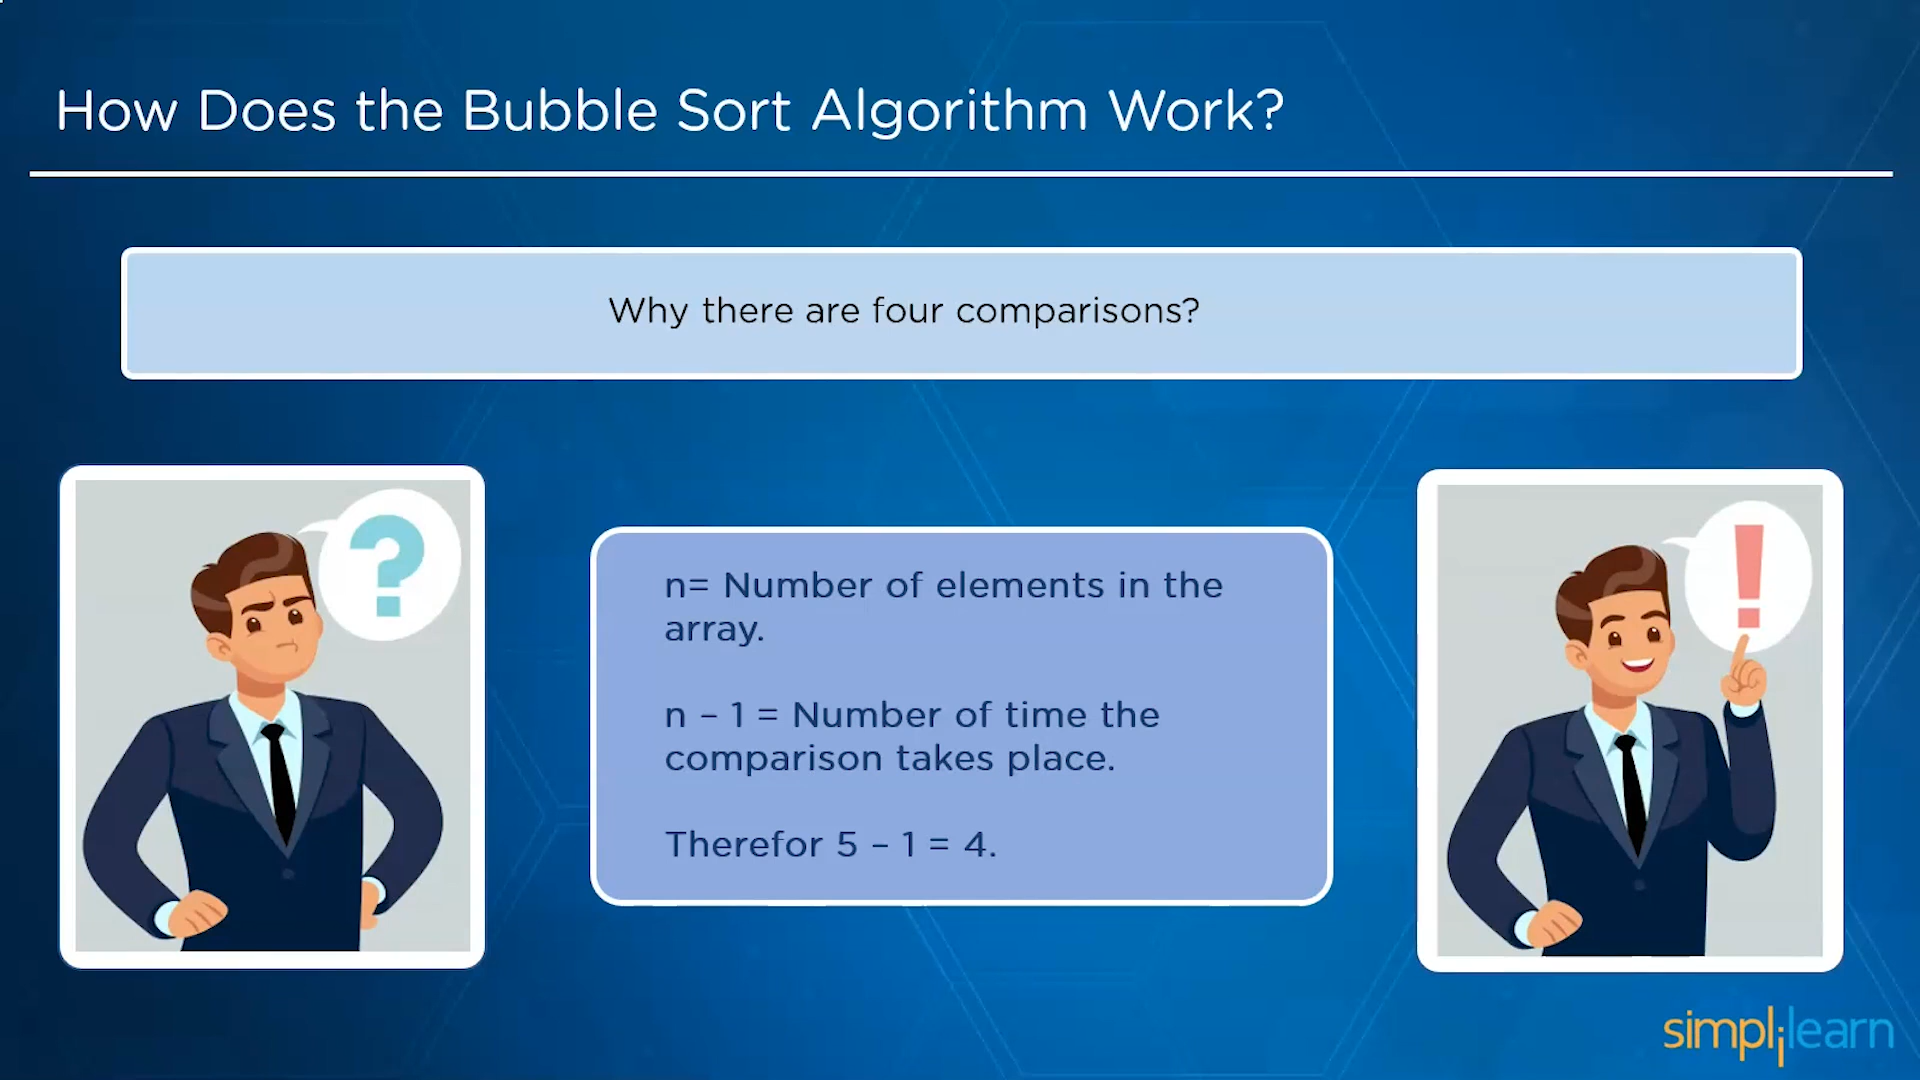 How Does the Bubble Sort Algorithm Work?
Why there are four comparisons?
?
!
n= Number of elements in the
array.
n – 1 = Number of time the
comparison takes place.
Therefor 5 – 1 = 4.
simplilearn